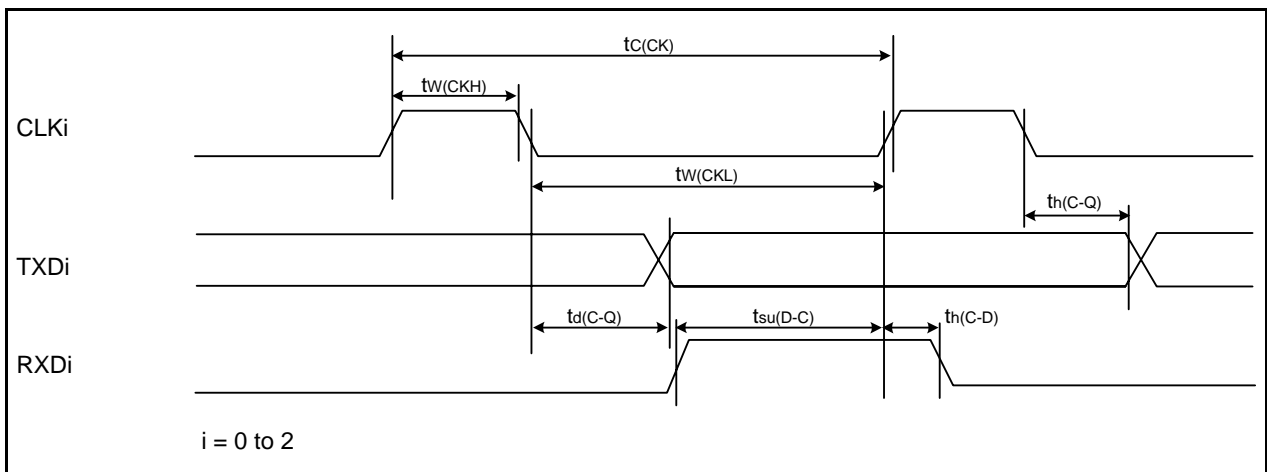 tC(CK)
tW(CKH)
CLKi
tW(CKL)
th(C-Q)
TXDi
td(C-Q)
tsu(D-C)
th(C-D)
RXDi
i = 0 to 2